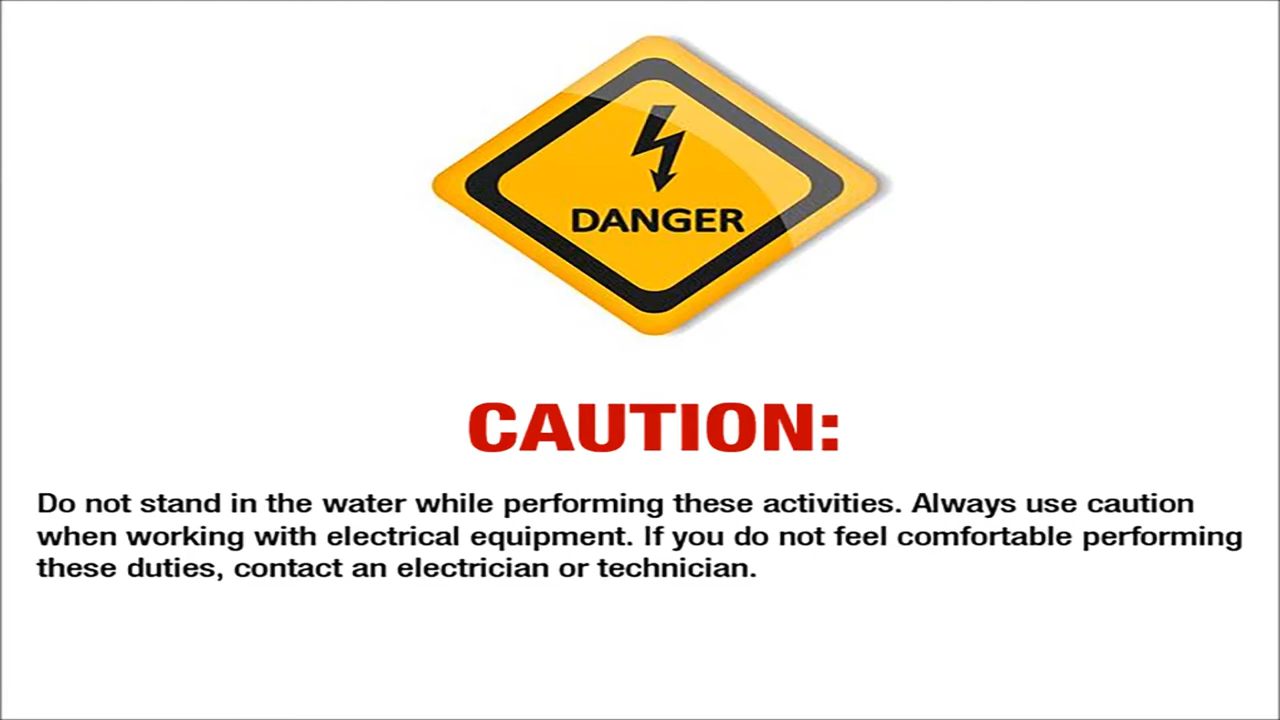 DANGER
CAUTION:
Do not stand in the water while performing these activities. Always use caution
when working with electrical equipment. If you do not feel comfortable performing
these duties, contact an electrician or technician.